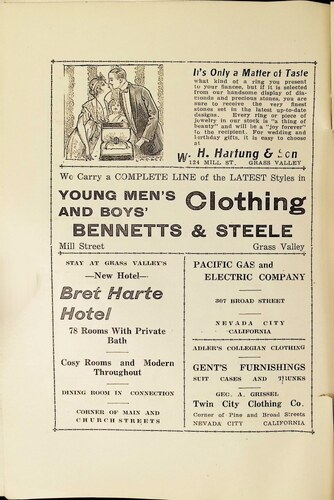 It's Only a Matter of Taste
what kind of a ring you present
to your fiancee, but if it is selected
from our handsome display of dia-
monds and precious stones, you are
sure to receive the very finest
stones set in the latest up-to-date
designs. Every ring or piece of
jewelry in our stock is "a thing of
beauty" and will be a "joy forever"
to the recipient. For wedding and
birthday gifts, it is easy to choose
at
W. H. Hartung & Son
124 MILL ST. GRASS VALLEY
We Carry a COMPLETE LINE of the LATEST Styles in
YOUNG MEN'S
AND BOYS'
Clothing
BENNETTS & STEELE
Mill Street Grass Valley
STAY AT GRASS VALLEY'S
—New Hotel—
Bret Harte
Hotel
78 Rooms With Private
Bath
Cosy Rooms and Modern
Throughout
DINING ROOM IN CONNECTION
CORNER OF MAIN AND
CHURCH STREETS
PACIFIC GAS and
ELECTRIC COMPANY
307 BROAD STREET
NEVADA CITY
CALIFORNIA
ADLER'S COLLEGIAN CLOTHING
GENT'S FURNISHINGS
SUIT CASES AND TRUNKS
GEO. A. GRISSEL
Twin City Clothing Co.
Corner of Pine and Broad Streets
NEVADA CITY CALIFORNIA